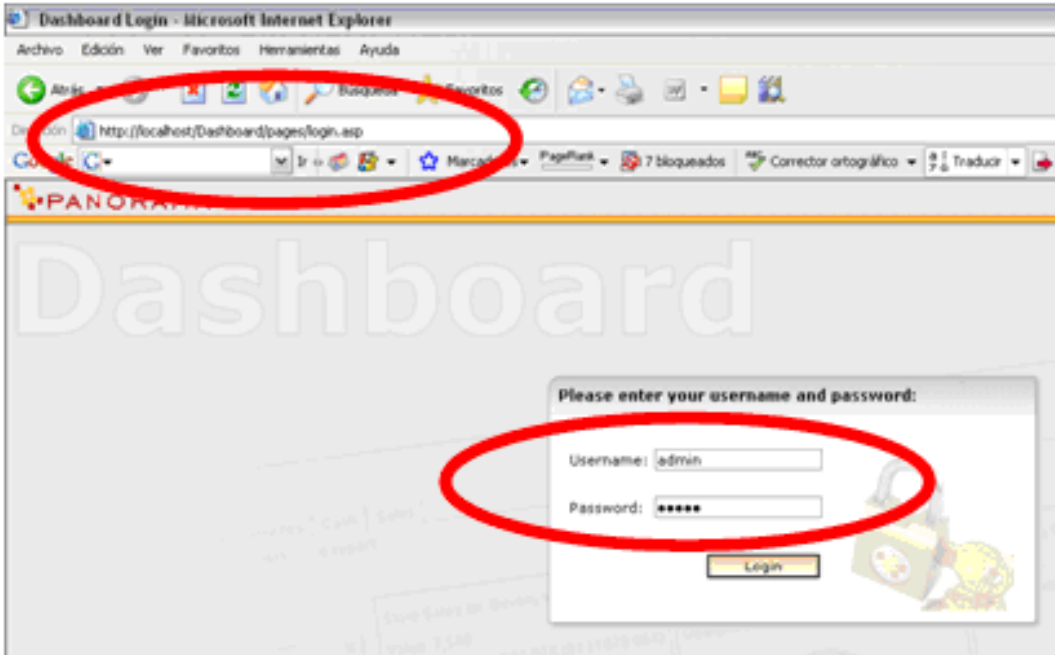 Dashboard Login - Microsoft Internet Explorer
Archivo Edición Ver Favoritos Herramientas Ayuda
Atrás Búsqueda Favoritos
http://localhost/Dashboard/pages/login.asp
Google G Ir Marcadores PageRank 7 bloqueados Corrector ortográfico Traducir
PANORAMA
Dashboard
Please enter your username and password:
Username: admin
Password: •••••
Login